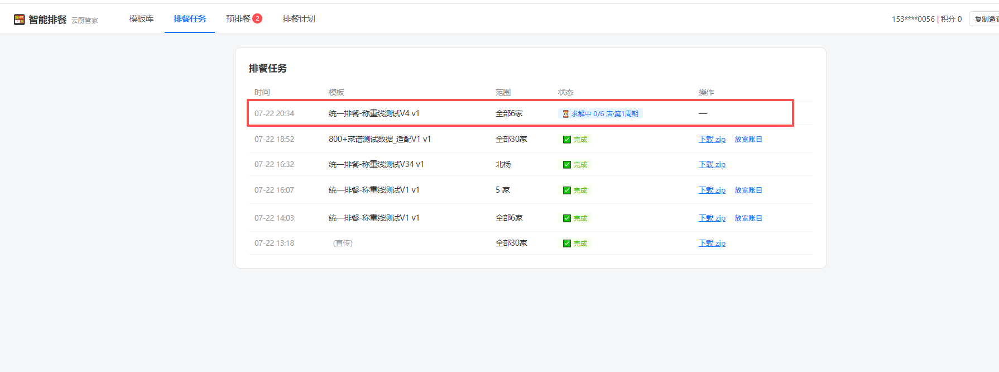 智能排餐 云厨管家 模板库 排餐任务 预排餐 2 排餐计划 153****0056 | 积分 0 复制邀
排餐任务
时间 模板 范围 状态 操作
07-22 20:34 统一排餐-称重线测试V4 v1 全部6家 求解中 0/6 店·第1周期 —
07-22 18:52 800+菜谱测试数据_适配V1 v1 全部30家 完成 下载 zip 放宽账目
07-22 16:32 统一排餐-称重线测试V34 v1 北杨 完成 下载 zip
07-22 16:07 统一排餐-称重线测试V1 v1 5 家 完成 下载 zip 放宽账目
07-22 14:03 统一排餐-称重线测试V1 v1 全部6家 完成 下载 zip 放宽账目
07-22 13:18 (直传) 全部30家 完成 下载 zip